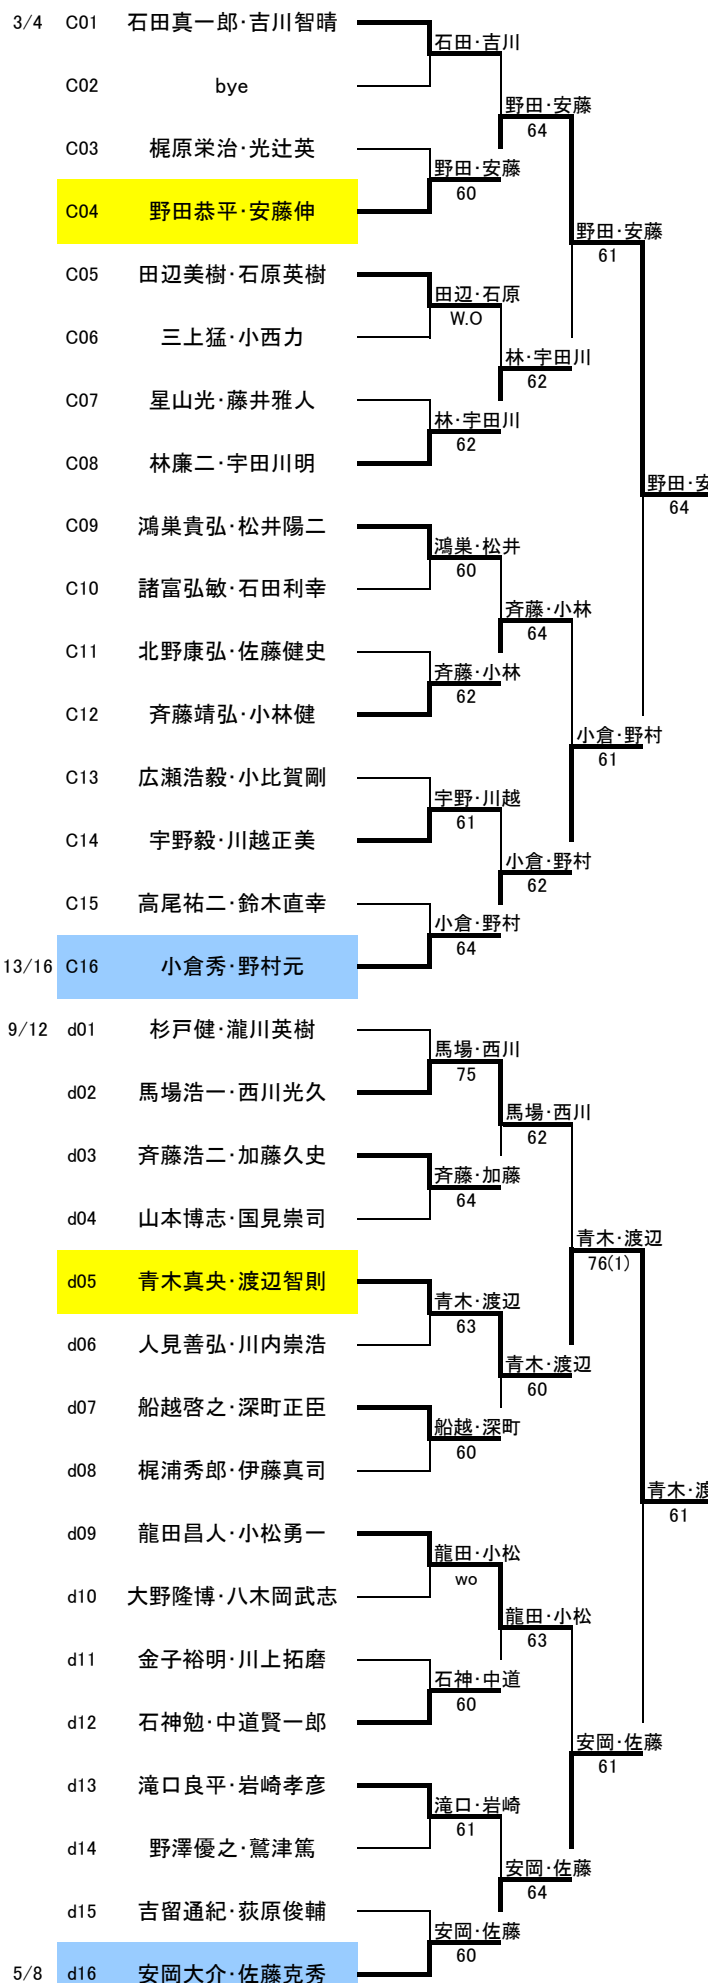 3/4 C01 石田真一郎・吉川智晴
石田・吉川
C02 bye
野田・安藤
64
C03 梶原栄治・光辻英
野田・安藤
60
C04 野田恭平・安藤伸
野田・安藤
61
C05 田辺美樹・石原英樹
田辺・石原
W.O
C06 三上猛・小西力
林・宇田川
62
C07 星山光・藤井雅人
林・宇田川
62
C08 林廉二・宇田川明
野田・安
64
C09 鴻巣貴弘・松井陽二
鴻巣・松井
60
C10 諸富弘敏・石田利幸
斉藤・小林
64
C11 北野康弘・佐藤健史
斉藤・小林
62
C12 斉藤靖弘・小林健
小倉・野村
61
C13 広瀬浩毅・小比賀剛
宇野・川越
61
C14 宇野毅・川越正美
小倉・野村
62
C15 高尾祐二・鈴木直幸
小倉・野村
64
13/16 C16 小倉秀・野村元
9/12 d01 杉戸健・瀧川英樹
馬場・西川
75
d02 馬場浩一・西川光久
馬場・西川
62
d03 斉藤浩二・加藤久史
斉藤・加藤
64
d04 山本博志・国見崇司
青木・渡辺
76(1)
d05 青木真央・渡辺智則
青木・渡辺
63
d06 人見善弘・川内崇浩
青木・渡辺
60
d07 船越啓之・深町正臣
船越・深町
60
d08 梶浦秀郎・伊藤真司
青木・渡
61
d09 龍田昌人・小松勇一
龍田・小松
wo
d10 大野隆博・八木岡武志
龍田・小松
63
d11 金子裕明・川上拓磨
石神・中道
60
d12 石神勉・中道賢一郎
安岡・佐藤
61
d13 滝口良平・岩崎孝彦
滝口・岩崎
61
d14 野澤優之・鷲津篤
安岡・佐藤
64
d15 吉留通紀・荻原俊輔
安岡・佐藤
60
5/8 d16 安岡大介・佐藤克秀